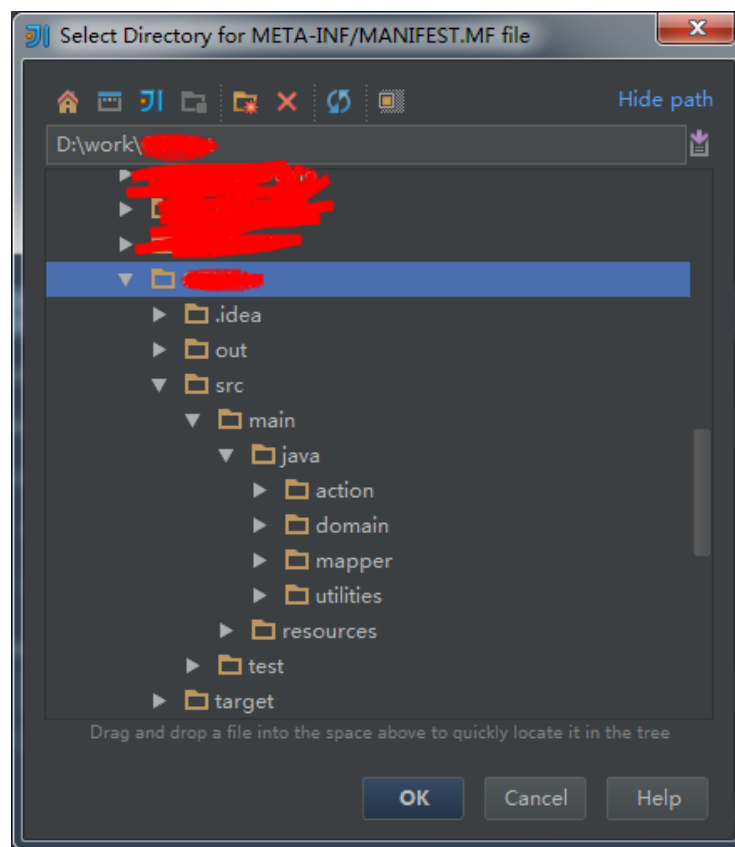 Select Directory for META-INF/MANIFEST.MF file
Hide path
D:\work\
.idea
out
src
main
java
action
domain
mapper
utilities
resources
test
target
Drag and drop a file into the space above to quickly locate it in the tree
OK Cancel Help